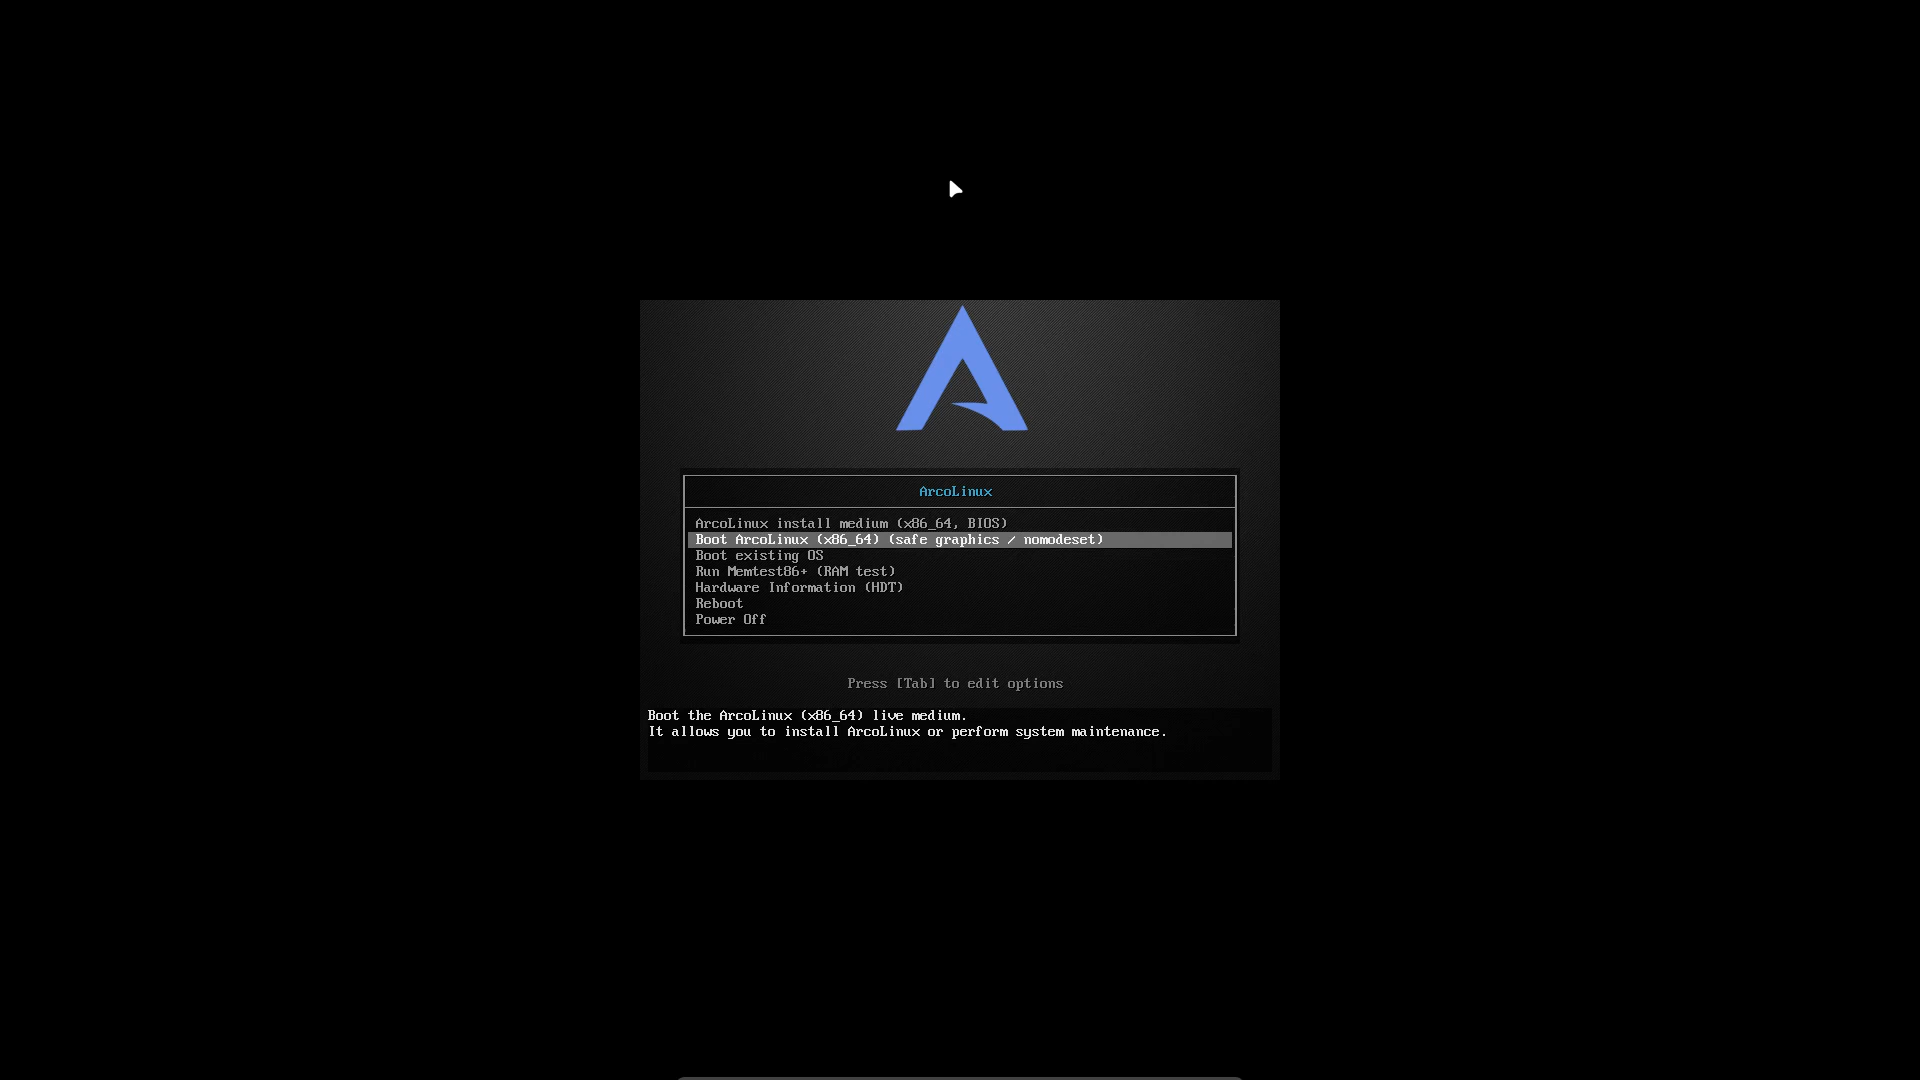 ArcoLinux
ArcoLinux install medium (x86_64, BIOS)
Boot ArcoLinux (x86_64) (safe graphics / nomodeset)
Boot existing OS
Run Memtest86+ (RAM test)
Hardware Information (HDT)
Reboot
Power Off
Press [Tab] to edit options
Boot the ArcoLinux (x86_64) live medium.
It allows you to install ArcoLinux or perform system maintenance.